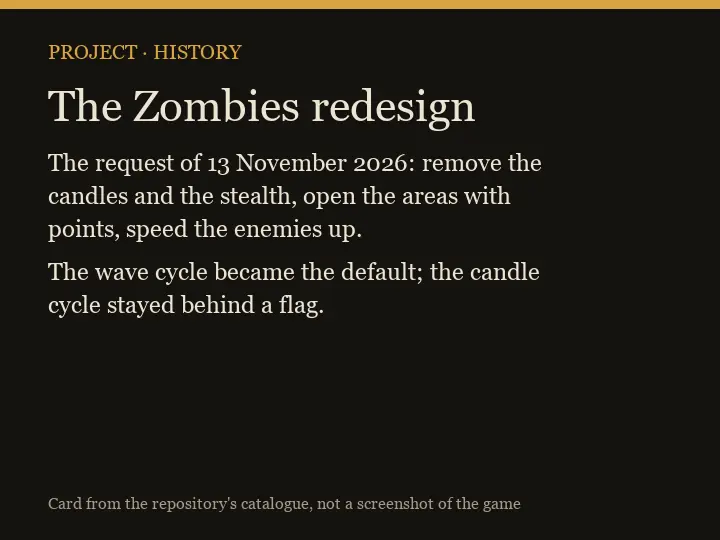 PROJECT · HISTORY
The Zombies redesign
The request of 13 November 2026: remove the
candles and the stealth, open the areas with
points, speed the enemies up.
The wave cycle became the default; the candle
cycle stayed behind a flag.
Card from the repository's catalogue, not a screenshot of the game